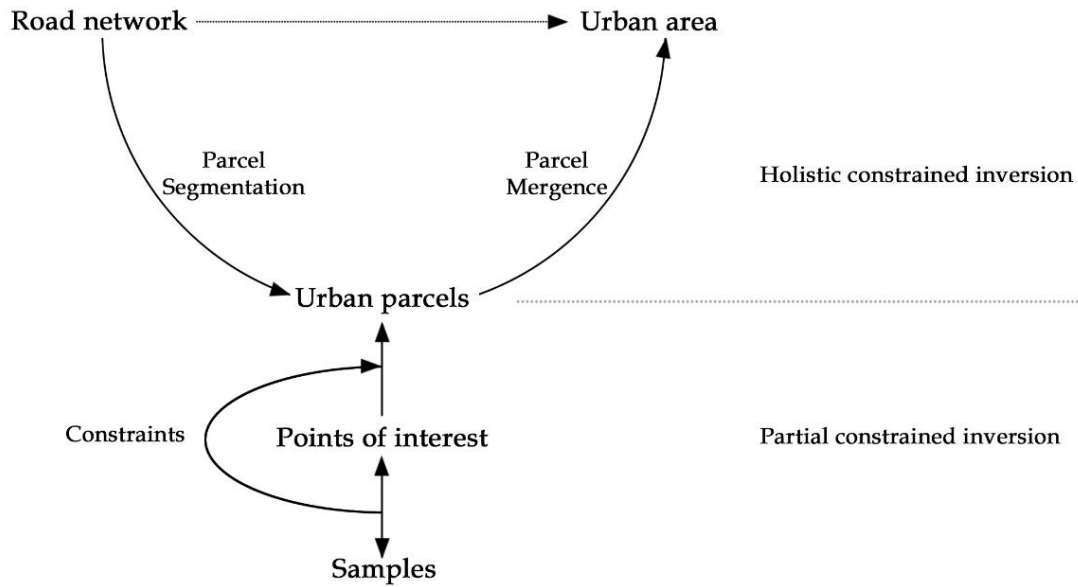 Road network
Urban area
Parcel
Segmentation
Parcel
Mergence
Holistic constrained inversion
Urban parcels
Constraints
Points of interest
Partial constrained inversion
Samples